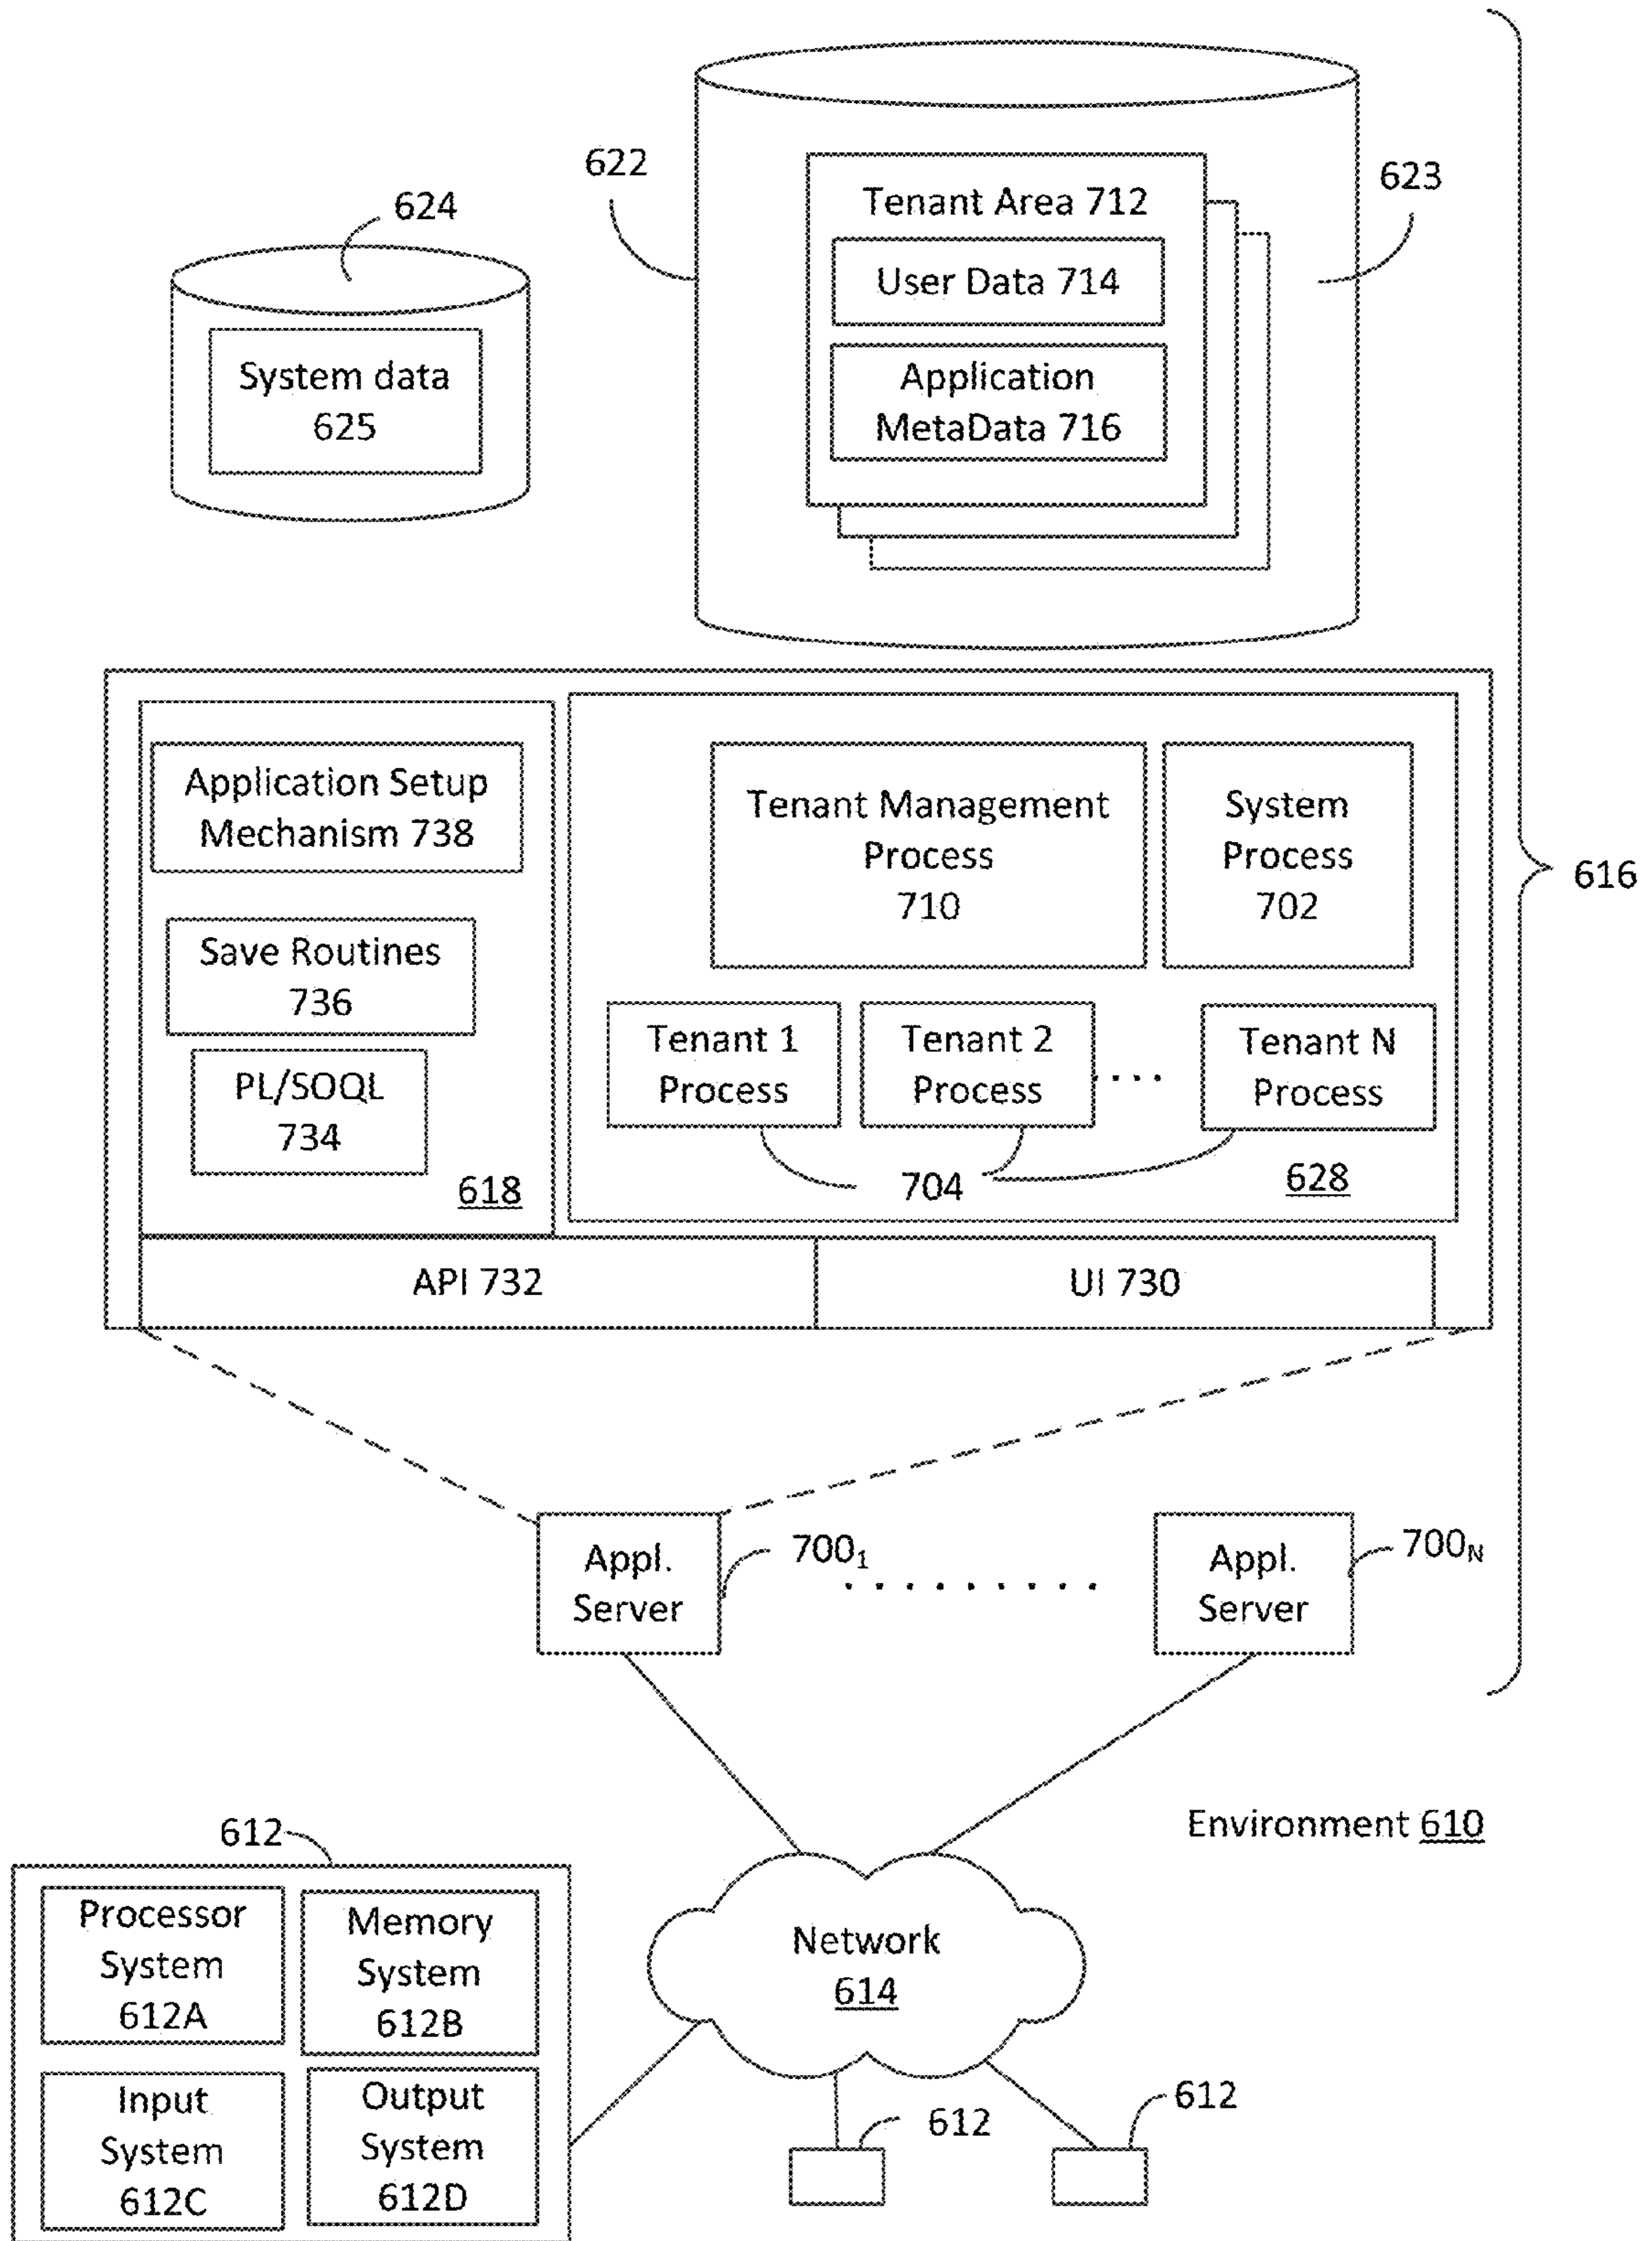 622
623
624
Tenant Area 712
User Data 714
Application
MetaData 716
System data
625
616
Application Setup
Mechanism 738
Save Routines
736
PL/SOQL
734
618
Tenant Management
Process
710
System
Process
702
Tenant 1
Process
Tenant 2
Process
. . .
Tenant N
Process
704
628
API 732
UI 730
Appl.
Server
700₁
. . . . . . . . . .
Appl.
Server
700N
Environment 610
612
Processor
System
612A
Memory
System
612B
Input
System
612C
Output
System
612D
Network
614
612
612